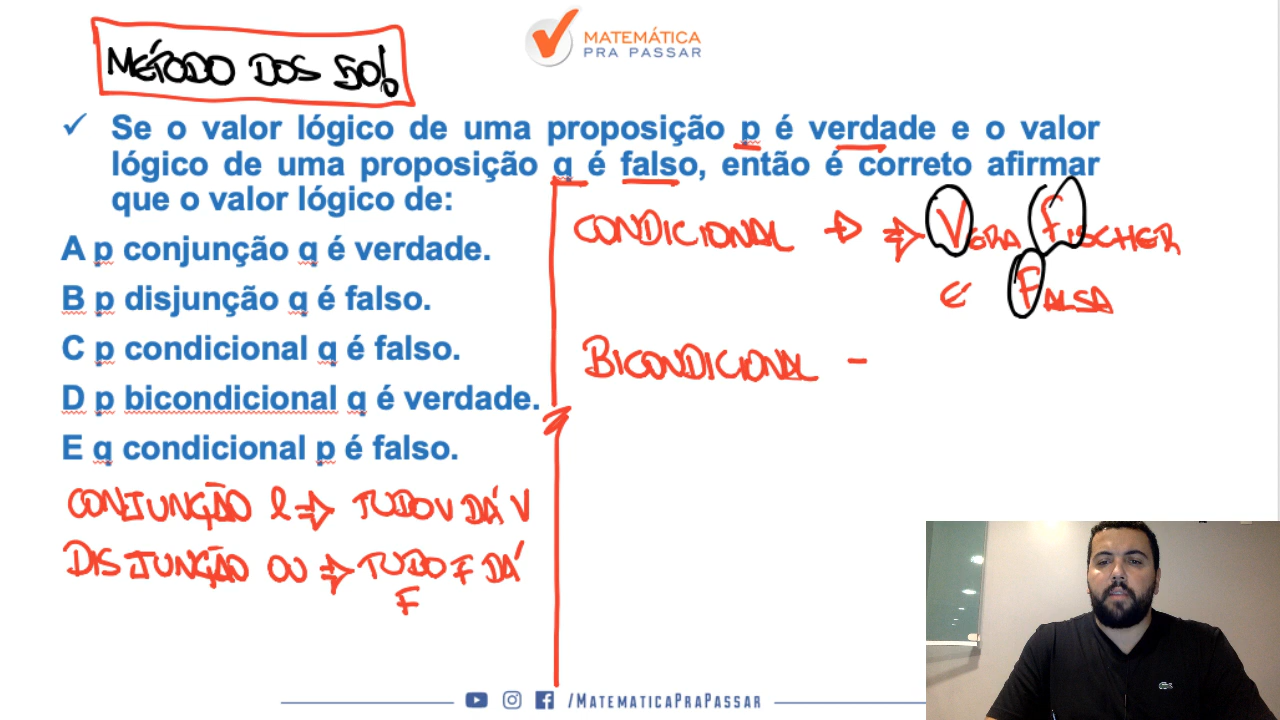 MÉTODO DOS 50!
MATEMÁTICA
PRA PASSAR
✓ Se o valor lógico de uma proposição p é verdade e o valor
lógico de uma proposição q é falso, então é correto afirmar
que o valor lógico de:
A p conjunção q é verdade.
B p disjunção q é falso.
C p condicional q é falso.
D p bicondicional q é verdade.
E q condicional p é falso.
CONJUNÇÃO e ⇒ TUDO V DÁ V
DISJUNÇÃO OU ⇒ TUDO F DÁ
F
CONDICIONAL → ⇒ VERA FISCHER
É FALSA
BICONDICIONAL –
/MATEMATICAPRAPASSAR